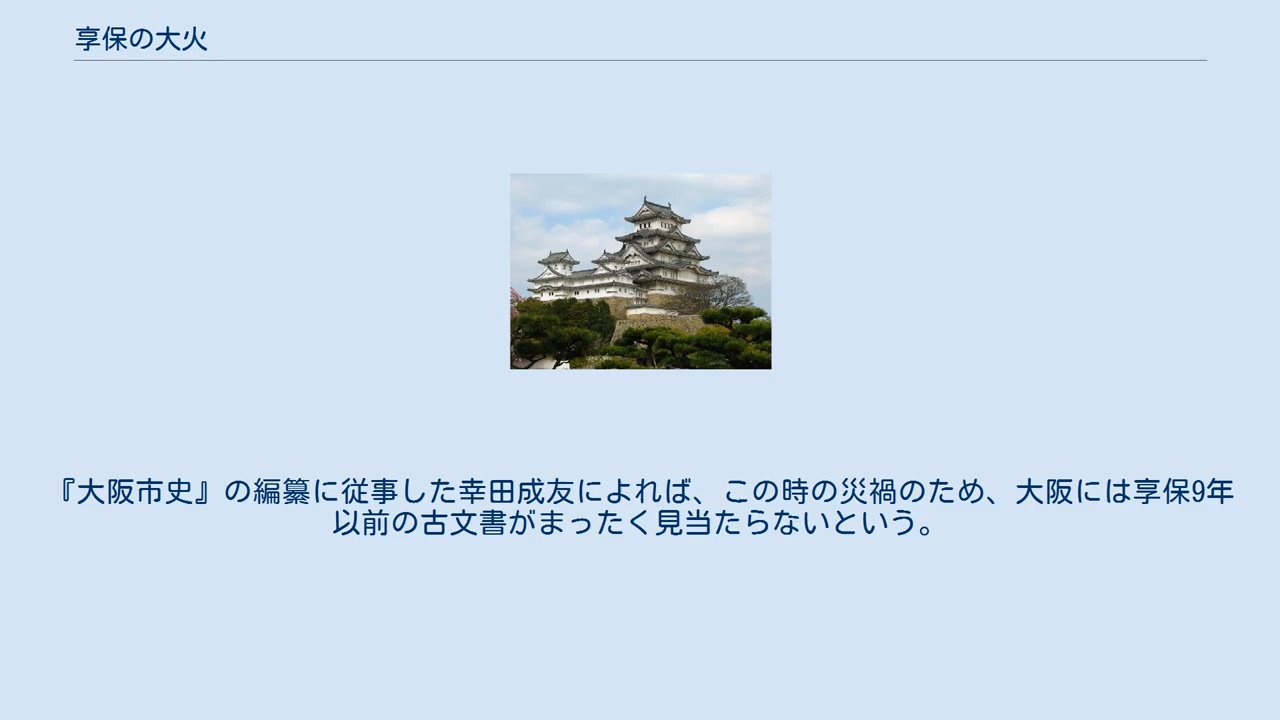 享保の大火
『大阪市史』の編纂に従事した幸田成友によれば、この時の災禍のため、大阪には享保9年
以前の古文書がまったく見当たらないという。